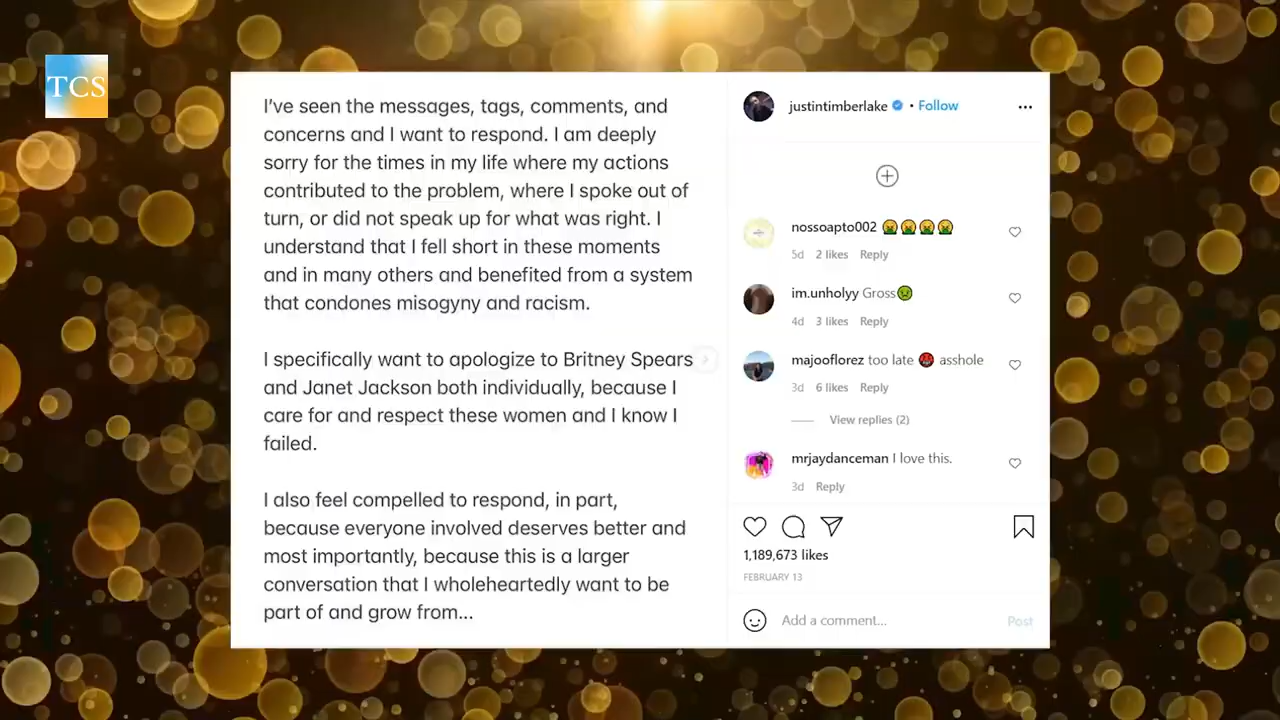 TCS
I've seen the messages, tags, comments, and
concerns and I want to respond. I am deeply
sorry for the times in my life where my actions
contributed to the problem, where I spoke out of
turn, or did not speak up for what was right. I
understand that I fell short in these moments
and in many others and benefited from a system
that condones misogyny and racism.
I specifically want to apologize to Britney Spears
and Janet Jackson both individually, because I
care for and respect these women and I know I
failed.
I also feel compelled to respond, in part,
because everyone involved deserves better and
most importantly, because this is a larger
conversation that I wholeheartedly want to be
part of and grow from...
justintimberlake • Follow
nossoapto002 🤮🤮🤮🤮
5d 2 likes Reply
im.unholyy Gross🤢
4d 3 likes Reply
majooflorez too late 😡 asshole
3d 6 likes Reply
View replies (2)
mrjaydanceman I love this.
3d Reply
1,189,673 likes
FEBRUARY 13
Add a comment...
Post